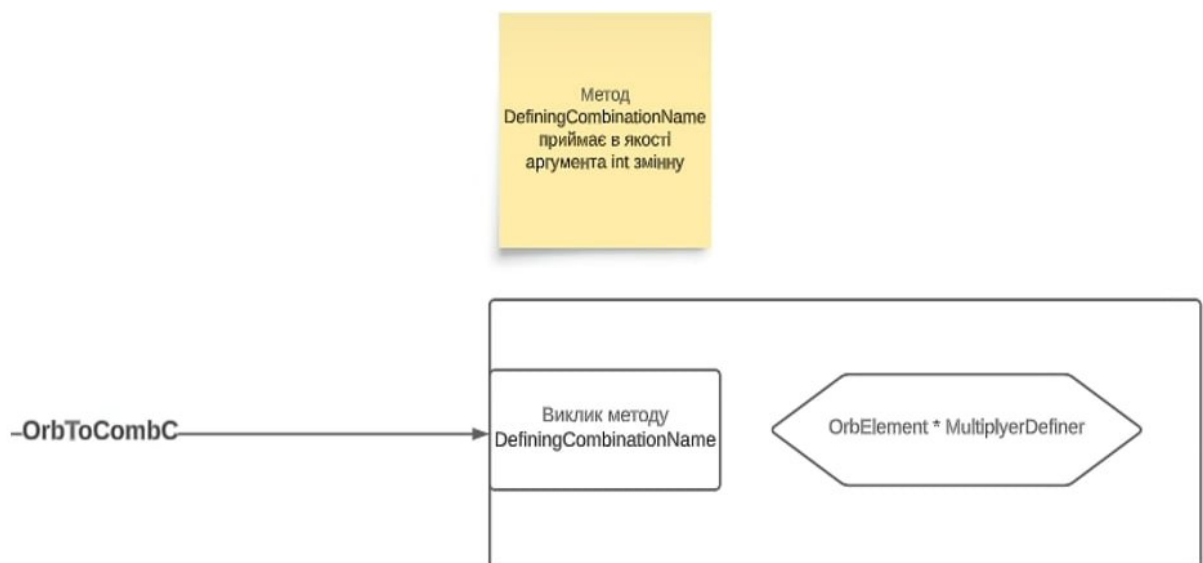 Метод
DefiningCombinationName
приймає в якості
аргумента int змінну
OrbToCombC
Виклик методу
DefiningCombinationName
OrbElement * MultiplyerDefiner